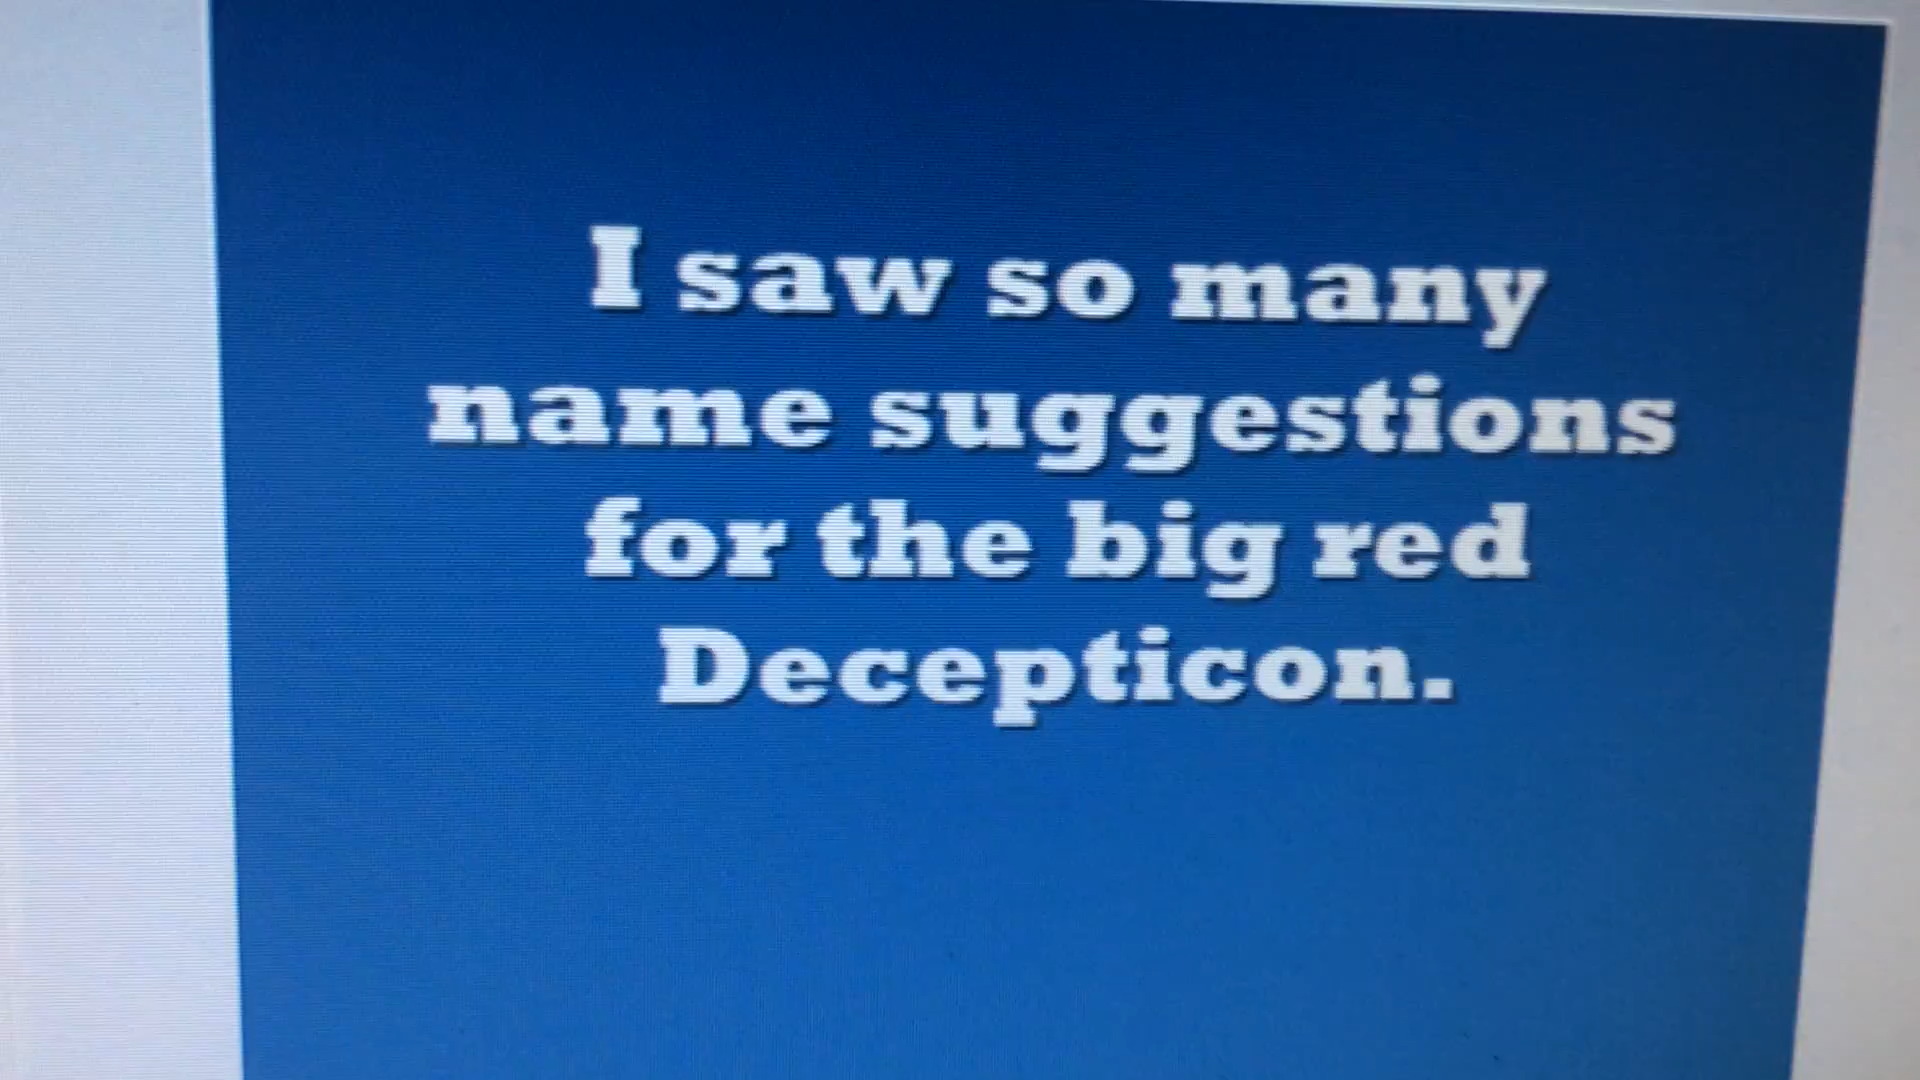 I saw so many
name suggestions
for the big red
Decepticon.